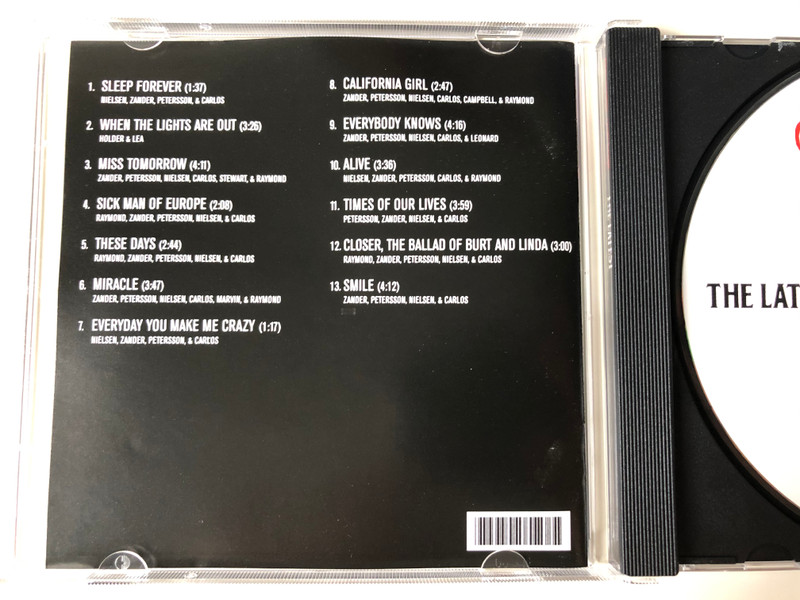 1. SLEEP FOREVER (1:37)
NIELSEN, ZANDER, PETERSSON, & CARLOS
2. WHEN THE LIGHTS ARE OUT (3:26)
HOLDER & LEA
3. MISS TOMORROW (4:11)
ZANDER, PETERSSON, NIELSEN, CARLOS, STEWART, & RAYMOND
4. SICK MAN OF EUROPE (2:08)
RAYMOND, ZANDER, PETERSSON, NIELSEN, & CARLOS
5. THESE DAYS (2:44)
RAYMOND, ZANDER, PETERSSON, NIELSEN, & CARLOS
6. MIRACLE (3:47)
ZANDER, PETERSSON, NIELSEN, CARLOS, MARVIN, & RAYMOND
7. EVERYDAY YOU MAKE ME CRAZY (1:17)
NIELSEN, ZANDER, PETERSSON, & CARLOS
8. CALIFORNIA GIRL (2:47)
ZANDER, PETERSSON, NIELSEN, CARLOS, CAMPBELL, & RAYMOND
9. EVERYBODY KNOWS (4:16)
ZANDER, PETERSSON, NIELSEN, CARLOS, & LEONARD
10. ALIVE (3:36)
NIELSEN, ZANDER, PETERSSON, CARLOS, & RAYMOND
11. TIMES OF OUR LIVES (3:59)
PETERSSON, ZANDER, NIELSEN, & CARLOS
12. CLOSER, THE BALLAD OF BURT AND LINDA (3:00)
RAYMOND, ZANDER, PETERSSON, NIELSEN, & CARLOS
13. SMILE (4:12)
ZANDER, PETERSSON, NIELSEN, & CARLOS
THE LAT